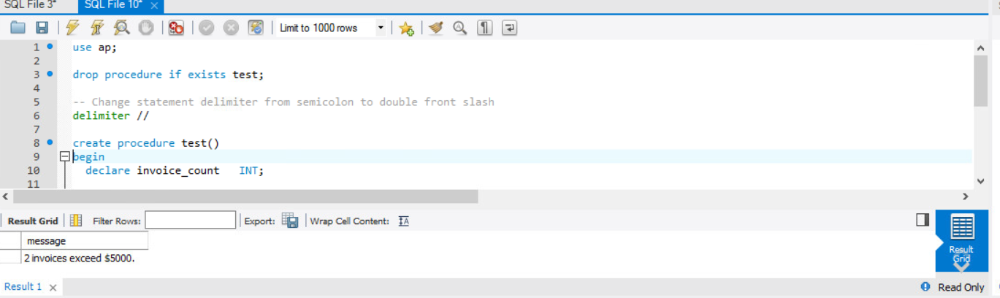 SQL File 3*
SQL File 10*
Limit to 1000 rows
1 use ap;
2
3 drop procedure if exists test;
4
5 -- Change statement delimiter from semicolon to double front slash
6 delimiter //
7
8 create procedure test()
9 begin
10 declare invoice_count INT;
11
Result Grid Filter Rows: Export: Wrap Cell Content: IA
message
2 invoices exceed $5000.
Result
Grid
Result 1
Read Only